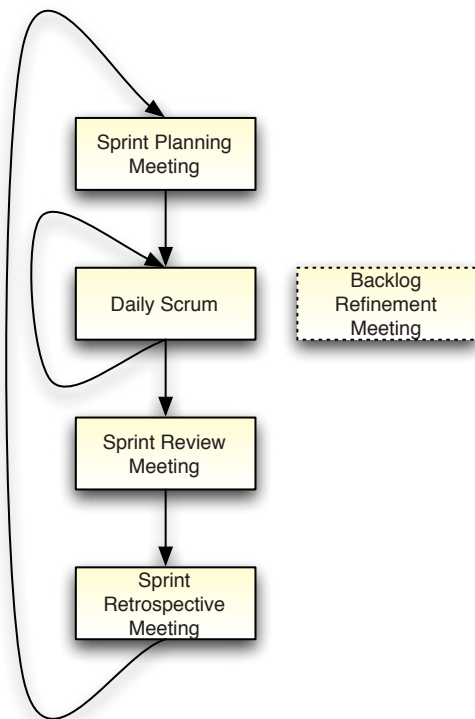 Sprint Planning
Meeting
Daily Scrum
Backlog
Refinement
Meeting
Sprint Review
Meeting
Sprint
Retrospective
Meeting